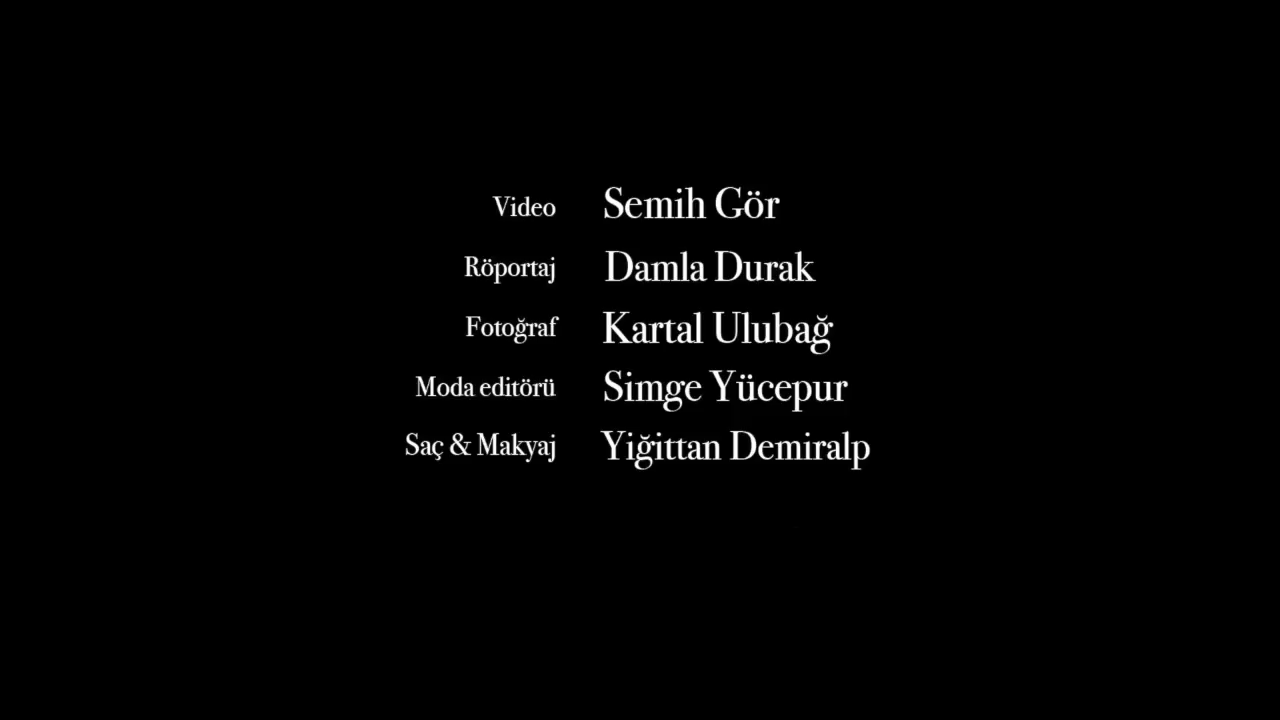 Video Semih Gör
Röportaj Damla Durak
Fotoğraf Kartal Ulubağ
Moda editörü Simge Yücepur
Saç & Makyaj Yiğittan Demiralp